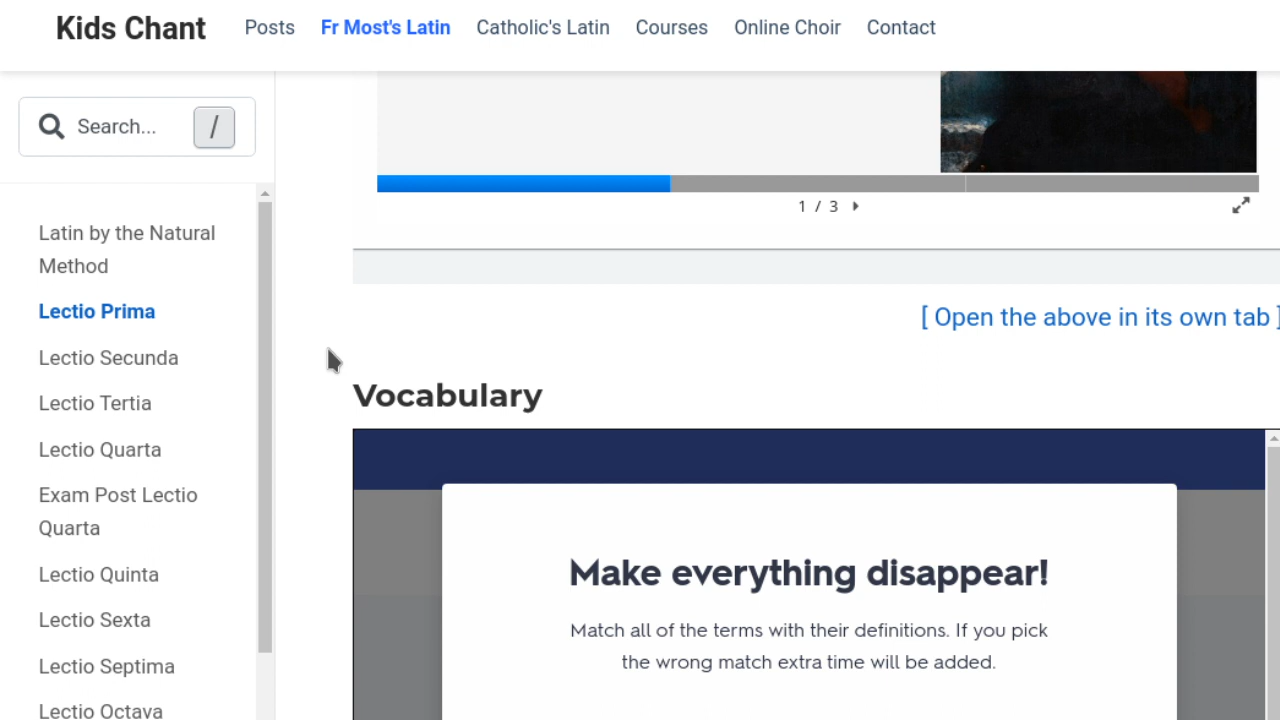 Kids Chant Posts Fr Most's Latin Catholic's Latin Courses Online Choir Contact
Search... /
Latin by the Natural
Method
Lectio Prima
Lectio Secunda
Lectio Tertia
Lectio Quarta
Exam Post Lectio
Quarta
Lectio Quinta
Lectio Sexta
Lectio Septima
Lectio Octava
1 / 3
[ Open the above in its own tab ]
Vocabulary
Make everything disappear!
Match all of the terms with their definitions. If you pick
the wrong match extra time will be added.